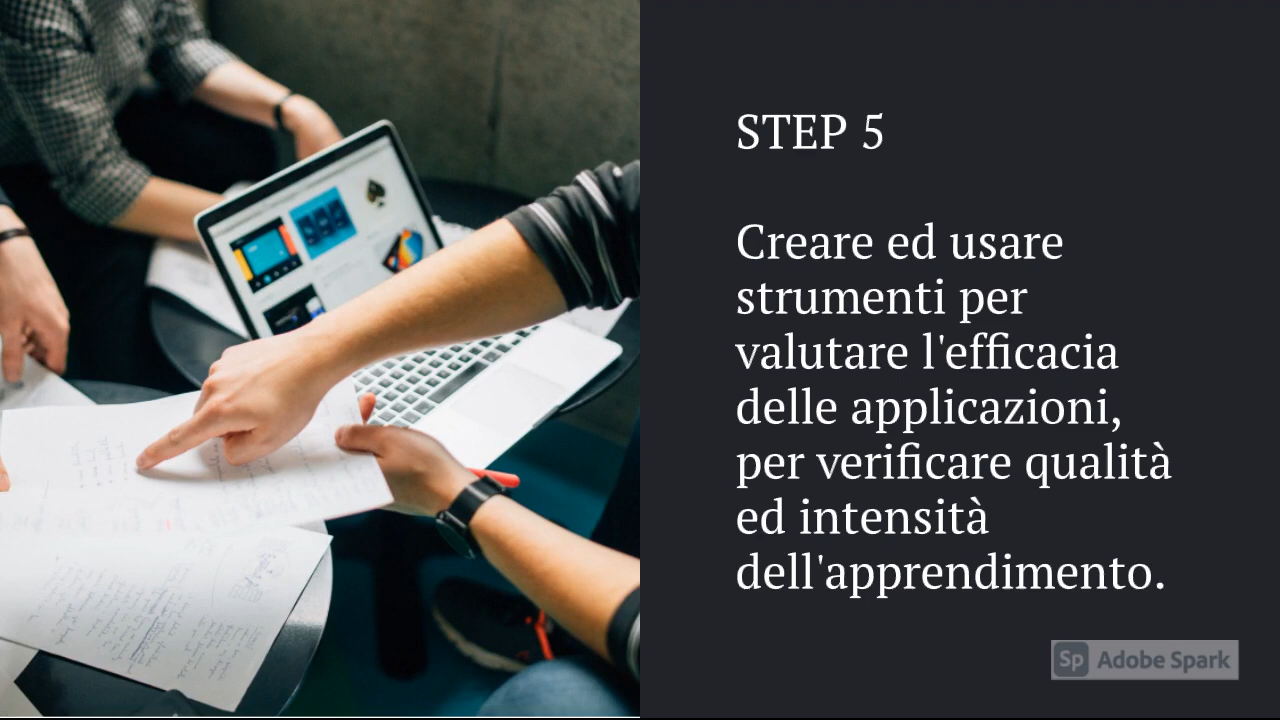 STEP 5
Creare ed usare
strumenti per
valutare l'efficacia
delle applicazioni,
per verificare qualità
ed intensità
dell'apprendimento.
Sp Adobe Spark